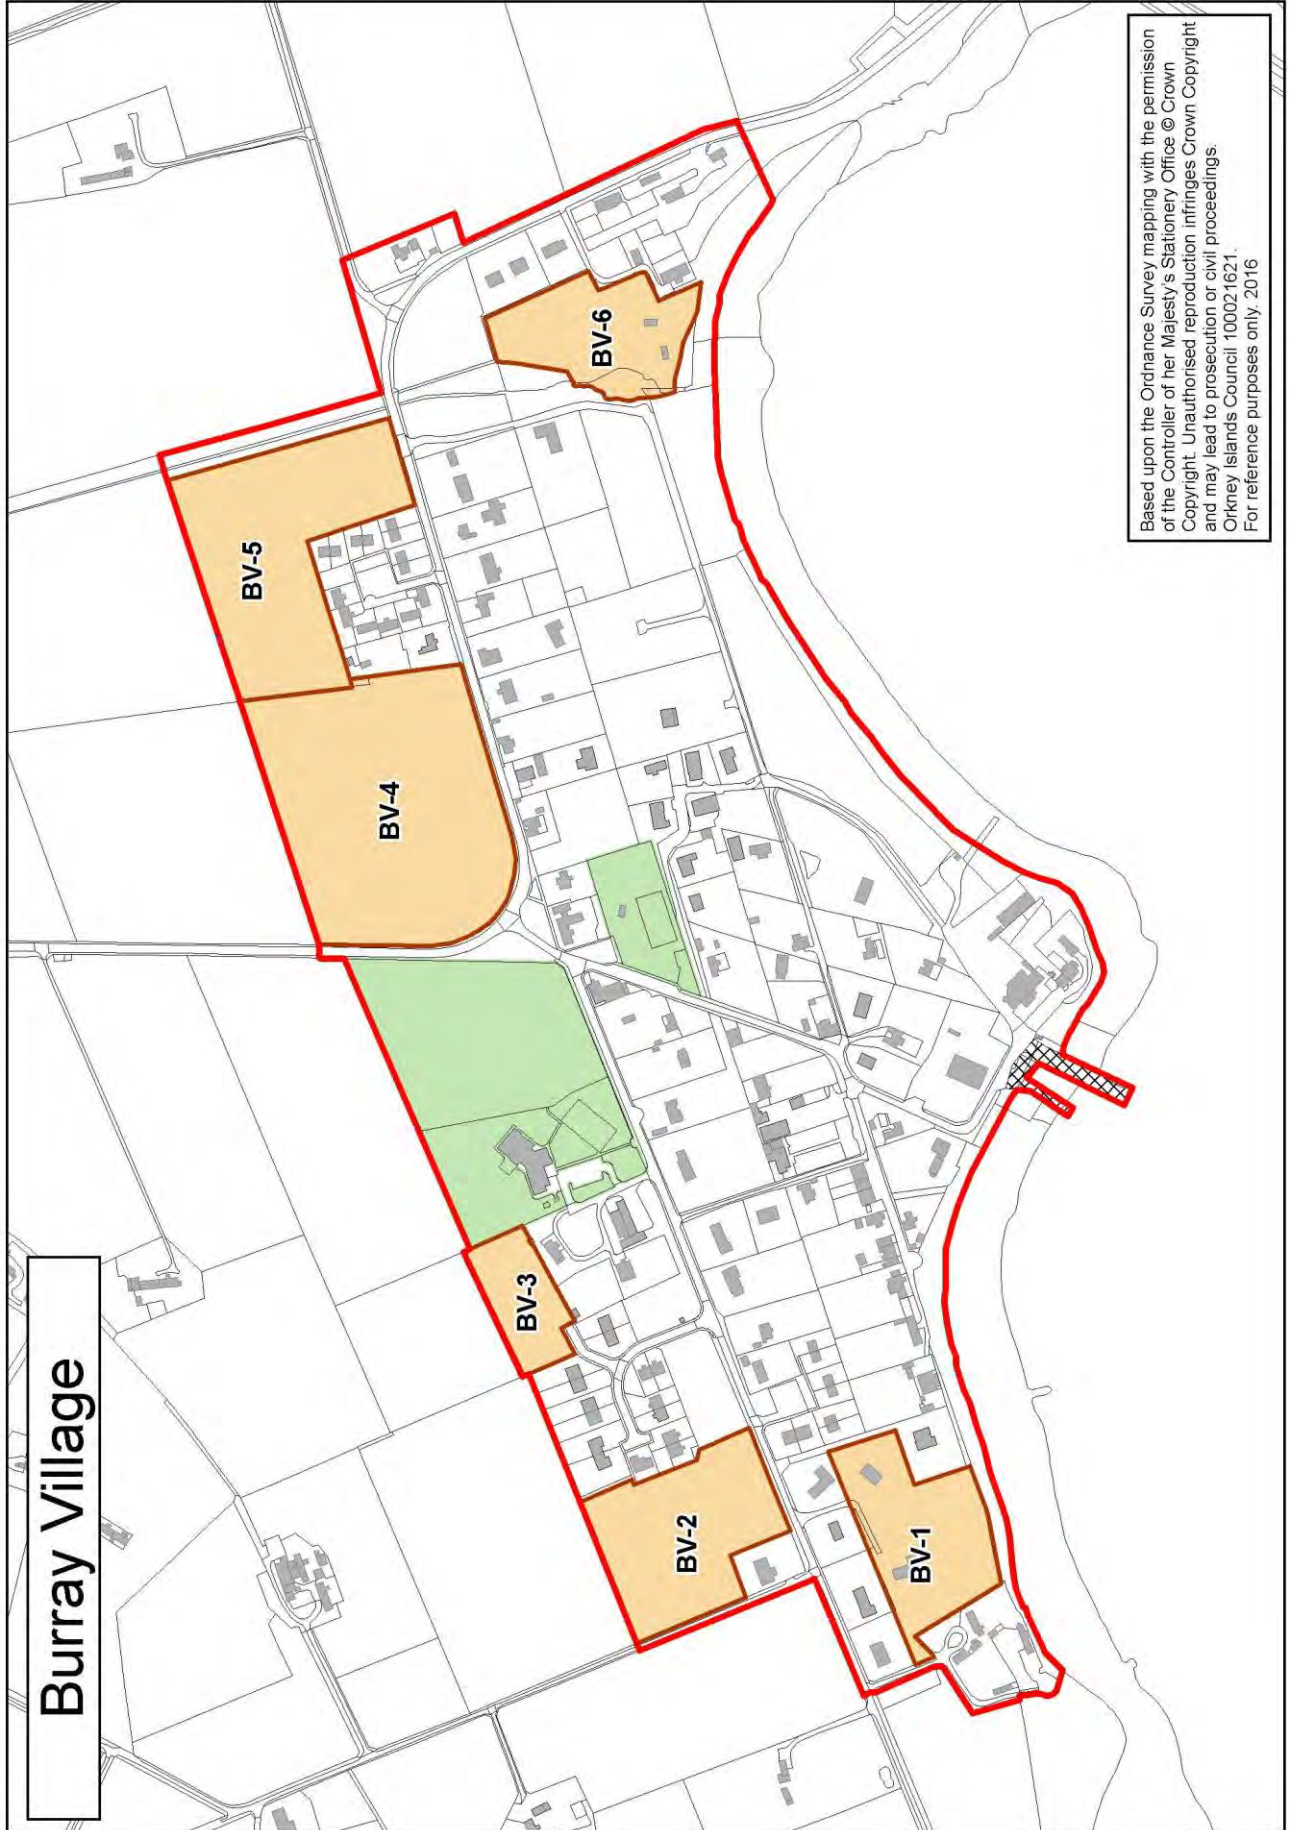 Burray Village
BV-1
BV-2
BV-3
BV-4
BV-5
BV-6
Based upon the Ordnance Survey mapping with the permission
of the Controller of her Majesty's Stationery Office © Crown
Copyright. Unauthorised reproduction infringes Crown Copyright
and may lead to prosecution or civil proceedings.
Orkney Islands Council 100021621.
For reference purposes only. 2016